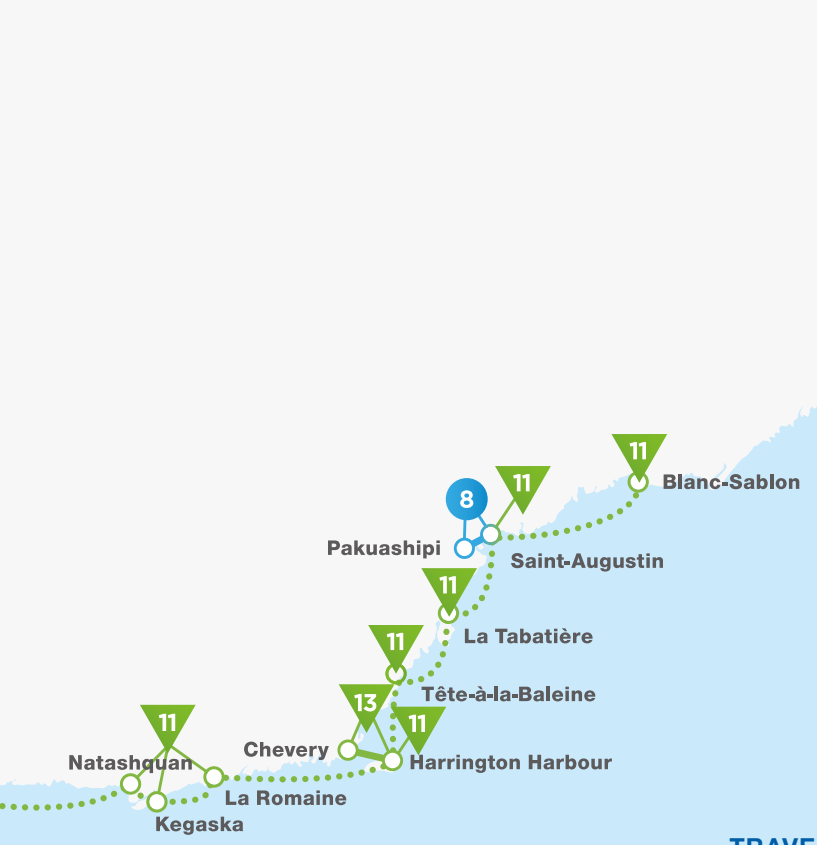 11
Blanc-Sablon
11
8
Pakuashipi
Saint-Augustin
11
La Tabatière
11
Tête-à-la-Baleine
13
11
11
Chevery
Natashquan
Harrington Harbour
La Romaine
Kegaska